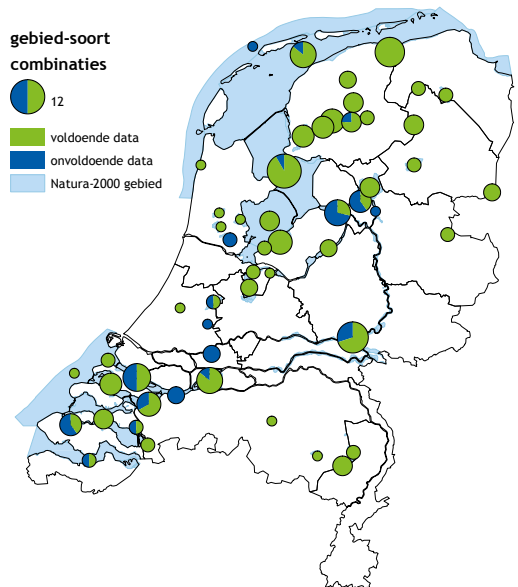 gebied-soort
combinaties
12
voldoende data
onvoldoende data
Natura-2000 gebied